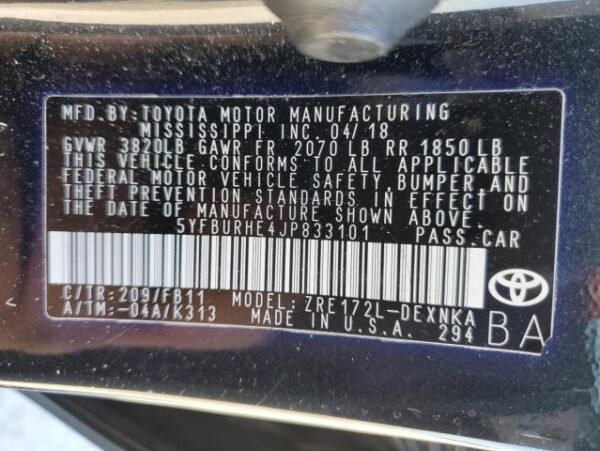 MFD.BY:TOYOTA MOTOR MANUFACTURING
MISSISSIPPI INC. 04/18
GVWR 3820LB GAWR FR 2070 LB RR 1850 LB
THIS VEHICLE CONFORMS TO ALL APPLICABLE
FEDERAL MOTOR VEHICLE SAFETY, BUMPER, AND
THEFT PREVENTION STANDARDS IN EFFECT ON
THE DATE OF MANUFACTURE SHOWN ABOVE.
5YFBURHE4JP833101 PASS.CAR
C/TR:209/FB11 MODEL: ZRE172L-DEXNKA
A/TM:-04A/K313 MADE IN U.S.A. 294
BA